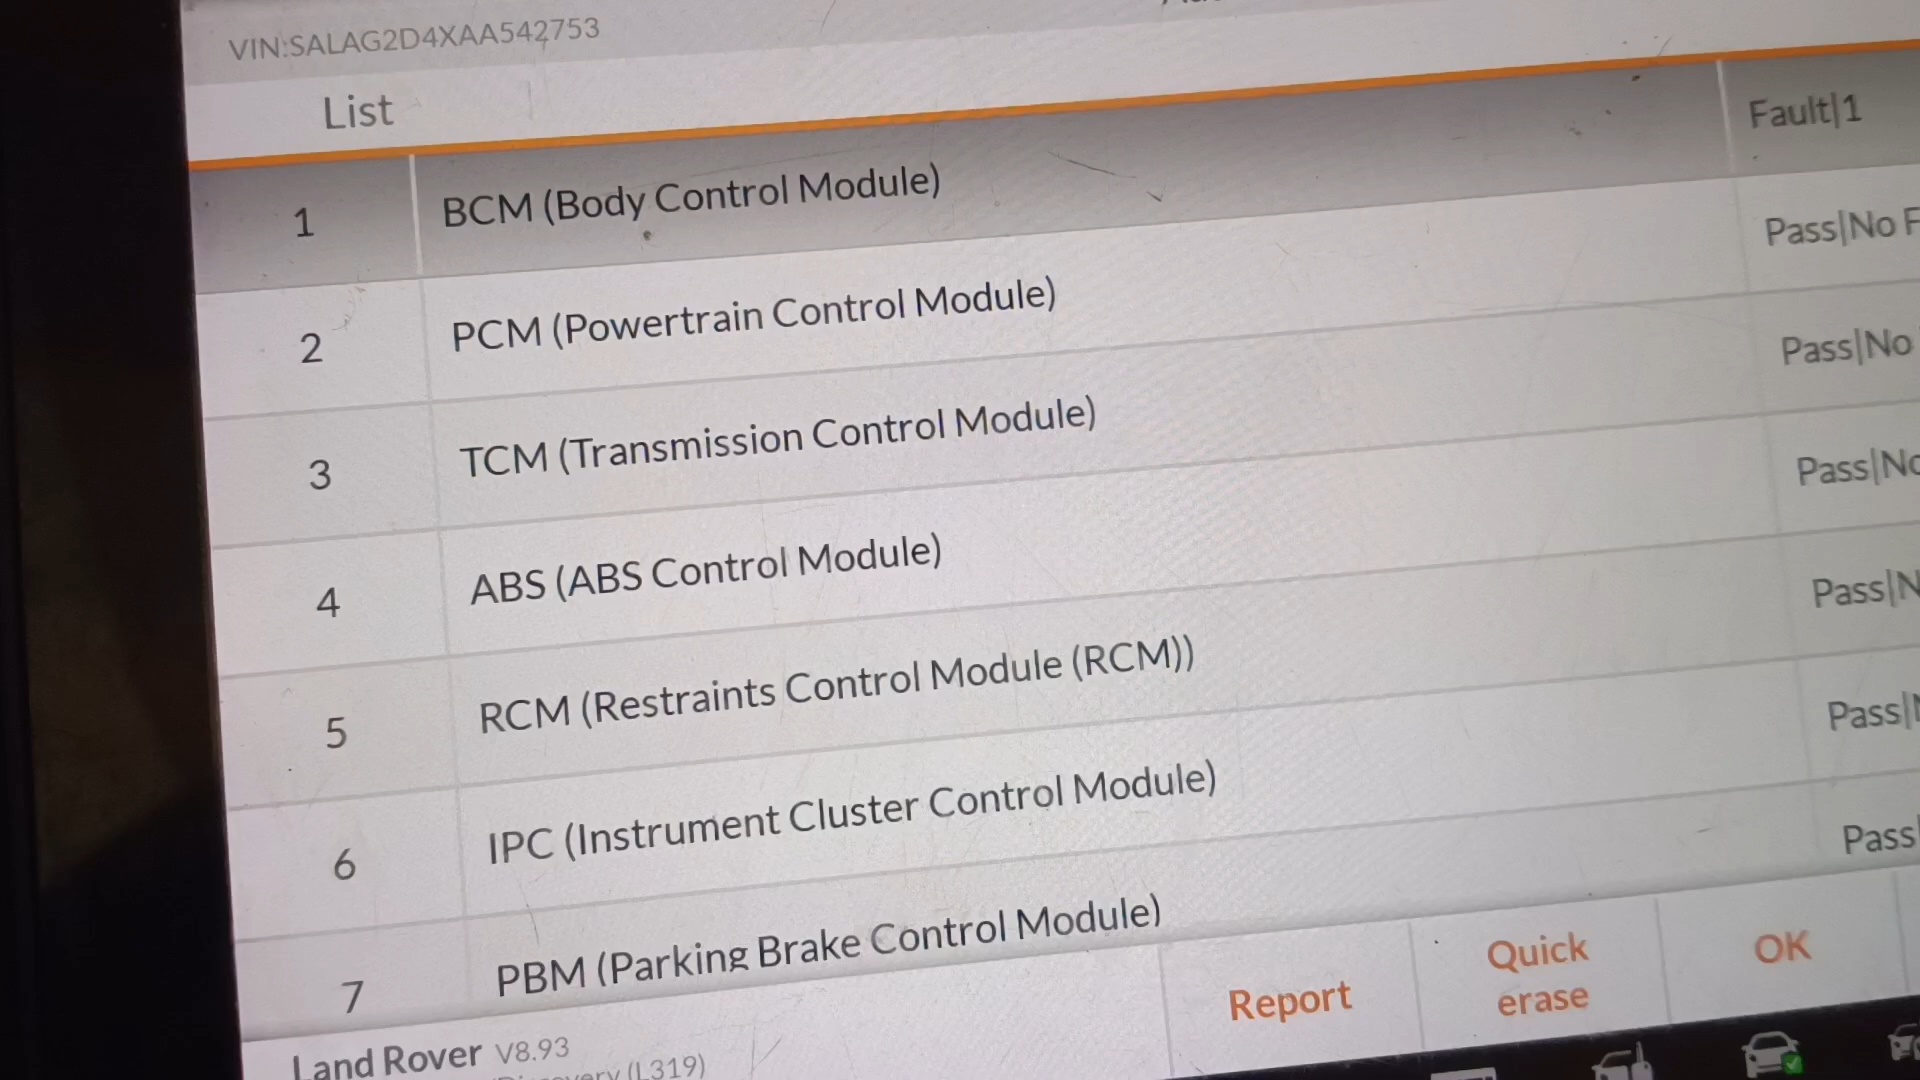 VIN:SALAG2D4XAA542753
List
1 BCM (Body Control Module) Fault|1
2 PCM (Powertrain Control Module) Pass|No F
3 TCM (Transmission Control Module) Pass|No
4 ABS (ABS Control Module) Pass|No
5 RCM (Restraints Control Module (RCM)) Pass|N
6 IPC (Instrument Cluster Control Module) Pass|
7 PBM (Parking Brake Control Module) Pass|
Report
Quick
erase
OK
Land Rover V8.93
(L319)